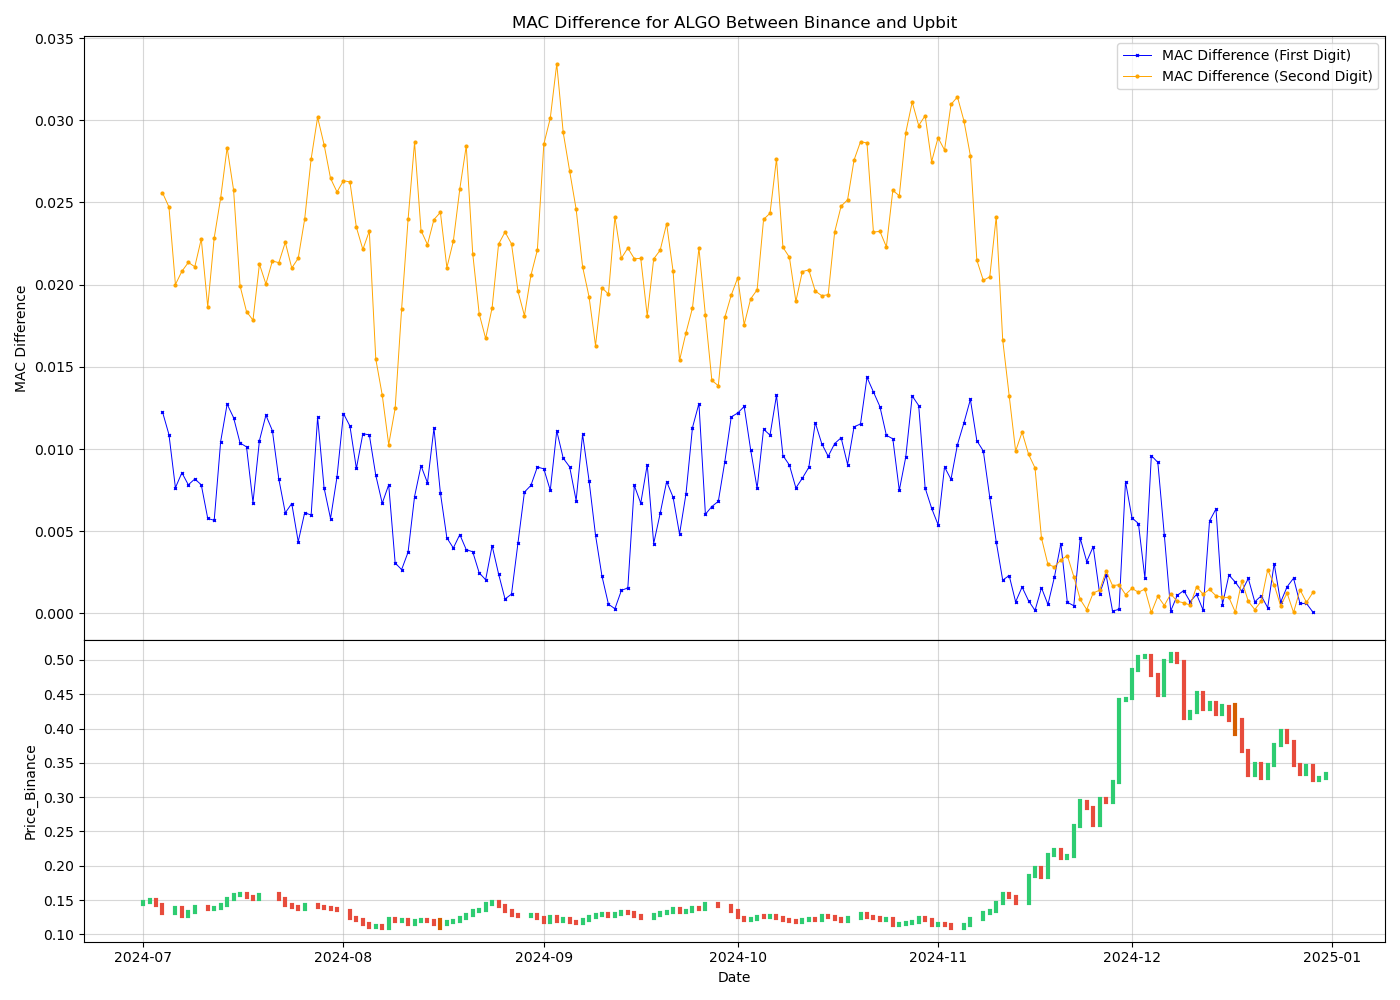 MAC Difference for ALGO Between Binance and Upbit
MAC Difference (First Digit)
MAC Difference (Second Digit)
0.035
0.030
0.025
0.020
0.015
0.010
0.005
0.000
MAC Difference
0.50
0.45
0.40
0.35
0.30
0.25
0.20
0.15
0.10
Price_Binance
2024-07 2024-08 2024-09 2024-10 2024-11 2024-12 2025-01
Date